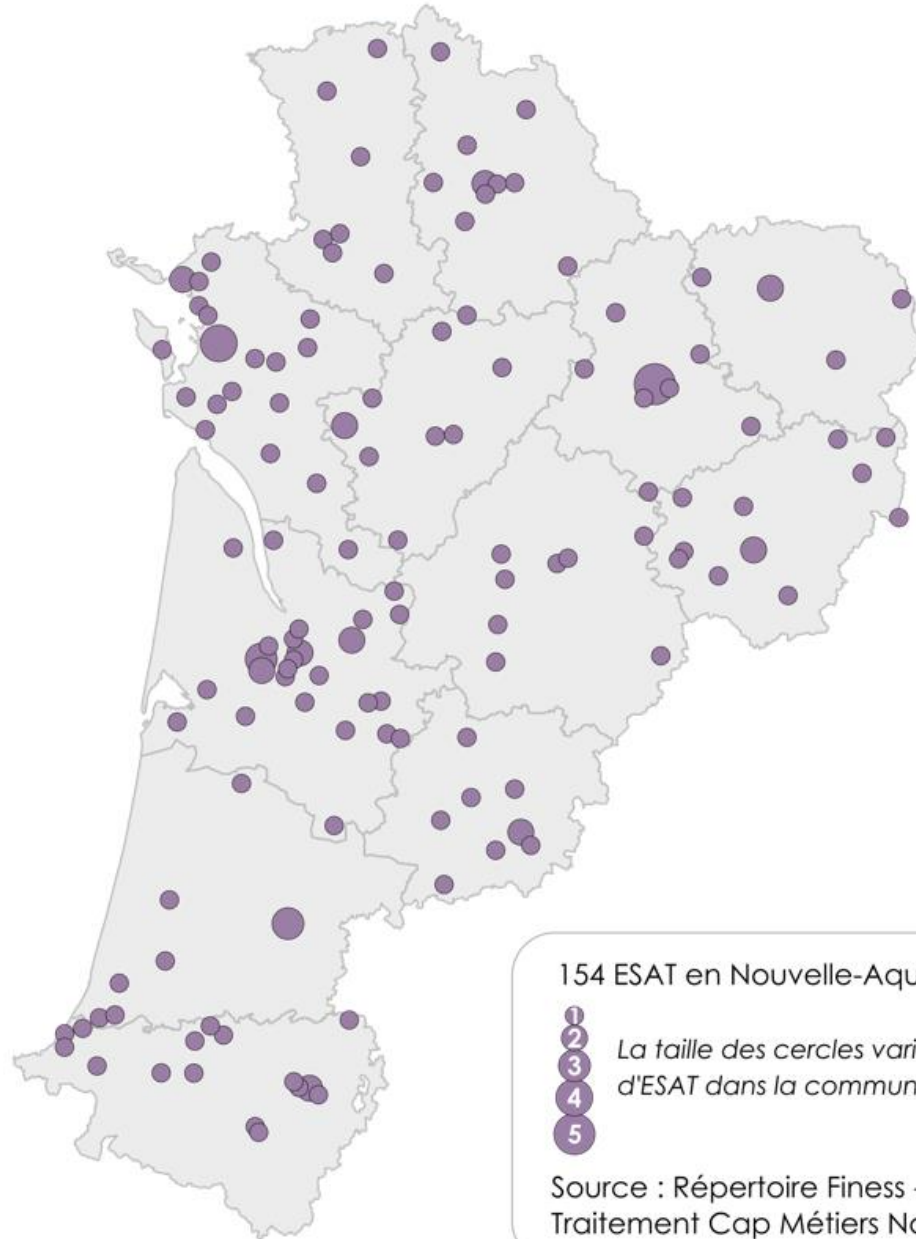 154 ESAT en Nouvelle-Aqu
1
2
3
4
5
La taille des cercles vari
d'ESAT dans la commun
Source : Répertoire Finess -
Traitement Cap Métiers No